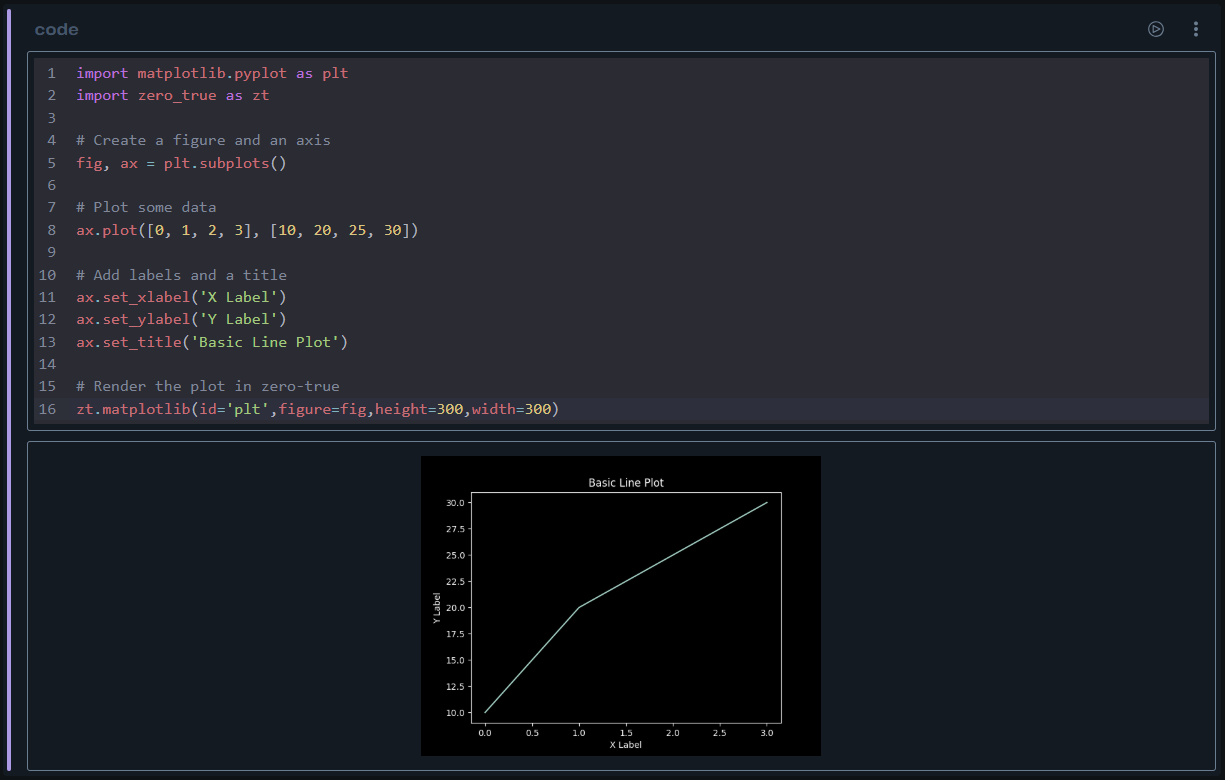 code
1 import matplotlib.pyplot as plt
2 import zero_true as zt
3
4 # Create a figure and an axis
5 fig, ax = plt.subplots()
6
7 # Plot some data
8 ax.plot([0, 1, 2, 3], [10, 20, 25, 30])
9
10 # Add labels and a title
11 ax.set_xlabel('X Label')
12 ax.set_ylabel('Y Label')
13 ax.set_title('Basic Line Plot')
14
15 # Render the plot in zero-true
16 zt.matplotlib(id='plt',figure=fig,height=300,width=300)
Basic Line Plot
30.0
27.5
25.0
22.5
20.0
17.5
15.0
12.5
10.0
Y Label
0.0 0.5 1.0 1.5 2.0 2.5 3.0
X Label